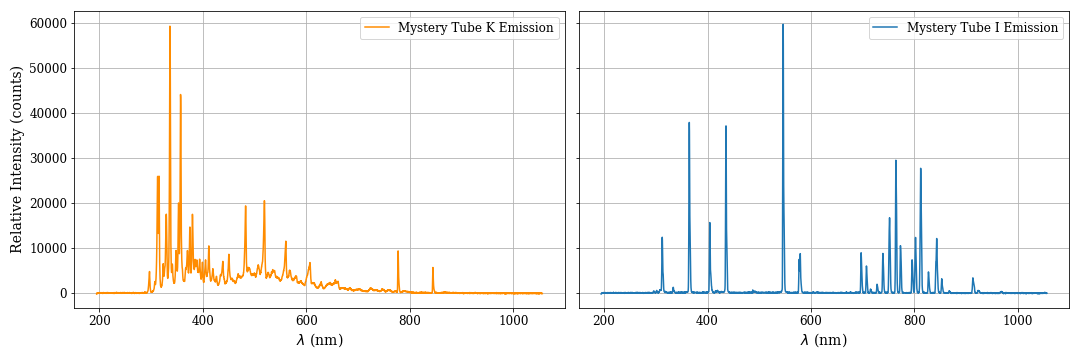 Relative Intensity (counts)
60000
50000
40000
30000
20000
10000
0
Mystery Tube K Emission
200 400 600 800 1000
λ (nm)
Mystery Tube I Emission
200 400 600 800 1000
λ (nm)